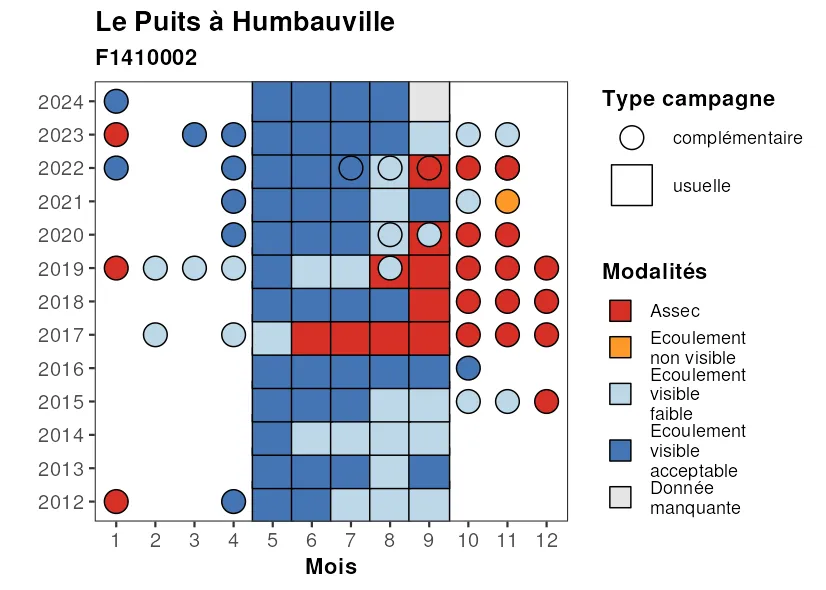 Le Puits à Humbauville
F1410002
2024
2023
2022
2021
2020
2019
2018
2017
2016
2015
2014
2013
2012
1 2 3 4 5 6 7 8 9 10 11 12
Mois
Type campagne
complémentaire
usuelle
Modalités
Assec
Ecoulement
non visible
Ecoulement
visible
faible
Ecoulement
visible
acceptable
Donnée
manquante